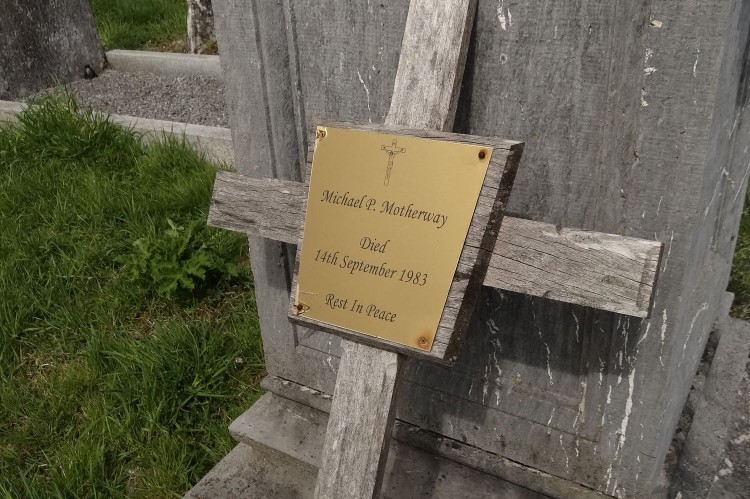 Michael P. Motherway
Died
14th September 1983
Rest In Peace